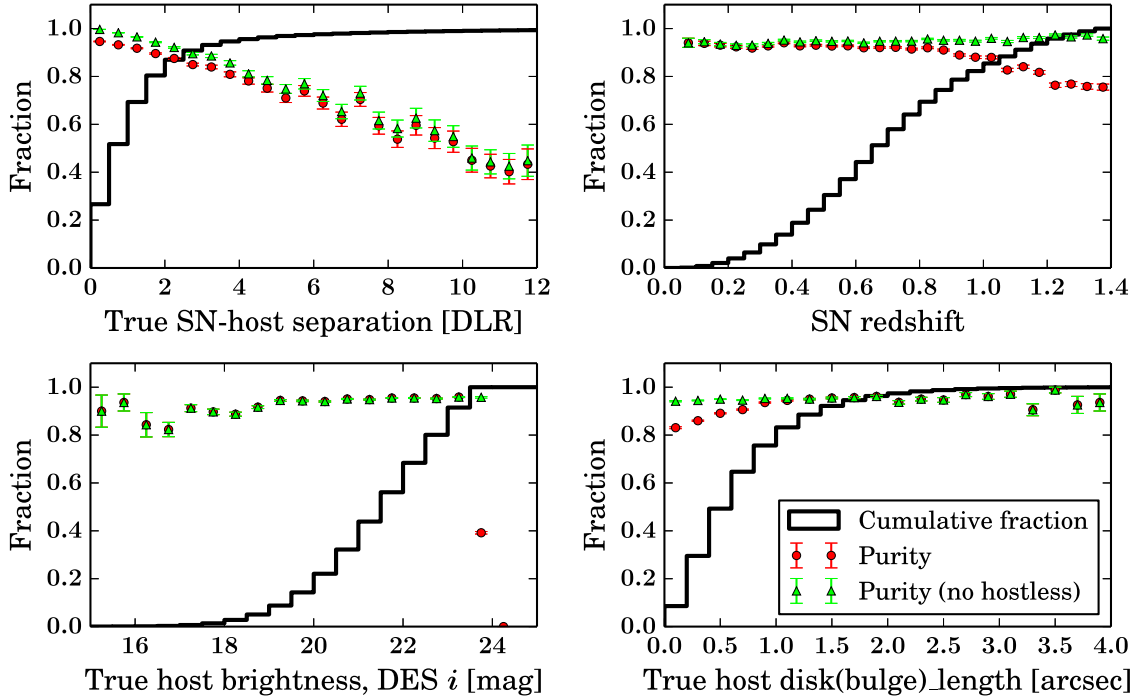 1.0
0.8
0.6
0.4
0.2
0.0
Fraction
0 2 4 6 8 10 12
True SN-host separation [DLR]
1.0
0.8
0.6
0.4
0.2
0.0
Fraction
0.0 0.2 0.4 0.6 0.8 1.0 1.2 1.4
SN redshift
1.0
0.8
0.6
0.4
0.2
0.0
Fraction
16 18 20 22 24
True host brightness, DES i [mag]
1.0
0.8
0.6
0.4
0.2
0.0
Fraction
0.0 0.5 1.0 1.5 2.0 2.5 3.0 3.5 4.0
True host disk(bulge)_length [arcsec]
Cumulative fraction
Purity
Purity (no hostless)